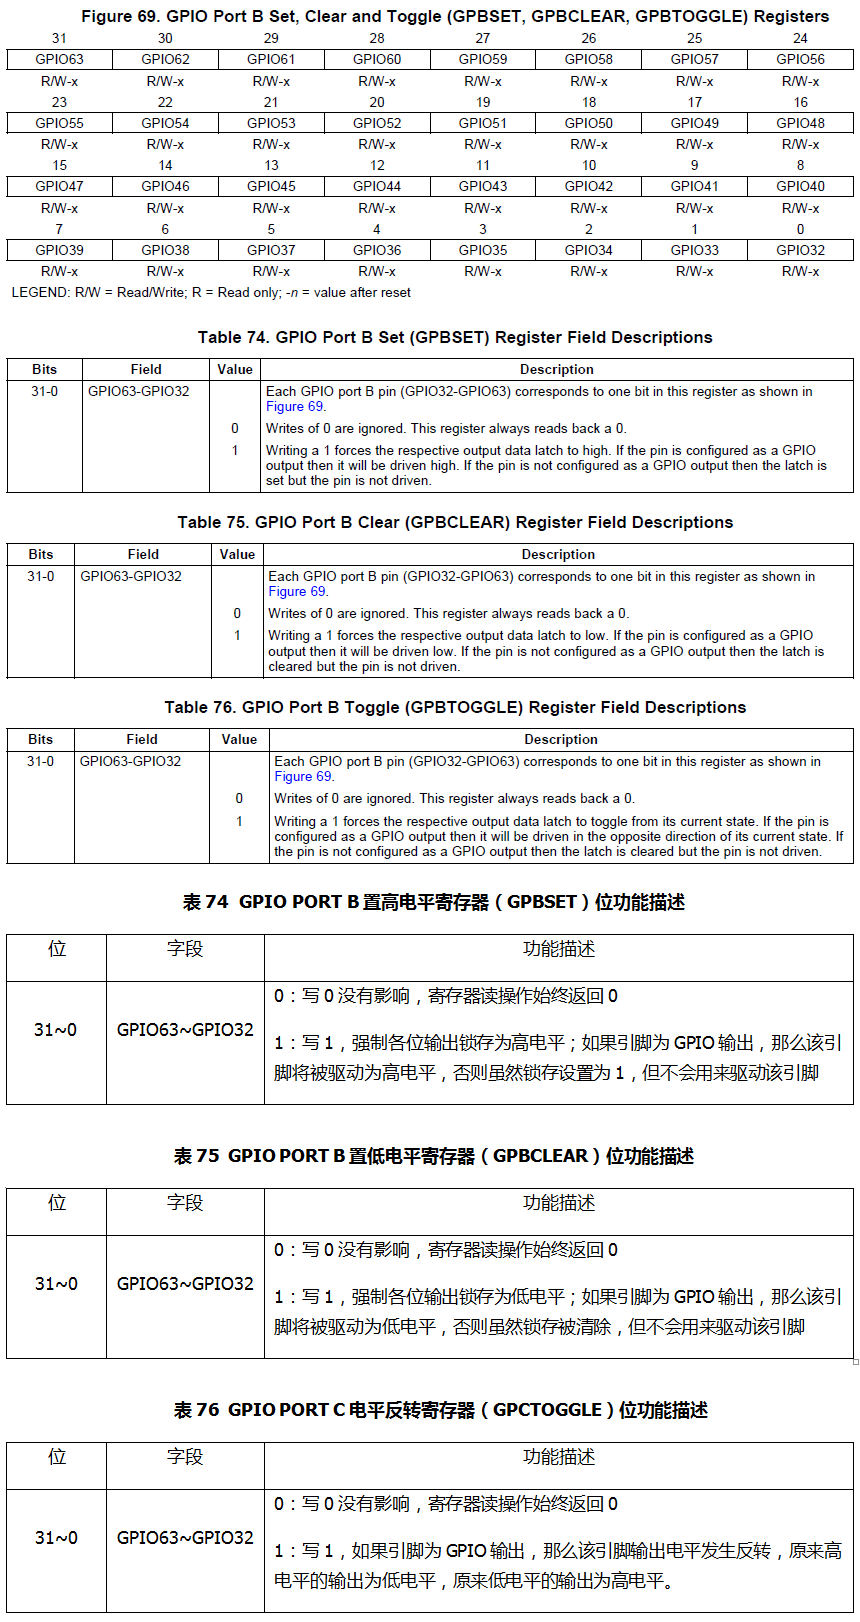 Figure 69. GPIO Port B Set, Clear and Toggle (GPBSET, GPBCLEAR, GPBTOGGLE) Registers
31 30 29 28 27 26 25 24
GPIO63 GPIO62 GPIO61 GPIO60 GPIO59 GPIO58 GPIO57 GPIO56
R/W-x R/W-x R/W-x R/W-x R/W-x R/W-x R/W-x R/W-x
23 22 21 20 19 18 17 16
GPIO55 GPIO54 GPIO53 GPIO52 GPIO51 GPIO50 GPIO49 GPIO48
R/W-x R/W-x R/W-x R/W-x R/W-x R/W-x R/W-x R/W-x
15 14 13 12 11 10 9 8
GPIO47 GPIO46 GPIO45 GPIO44 GPIO43 GPIO42 GPIO41 GPIO40
R/W-x R/W-x R/W-x R/W-x R/W-x R/W-x R/W-x R/W-x
7 6 5 4 3 2 1 0
GPIO39 GPIO38 GPIO37 GPIO36 GPIO35 GPIO34 GPIO33 GPIO32
R/W-x R/W-x R/W-x R/W-x R/W-x R/W-x R/W-x R/W-x
LEGEND: R/W = Read/Write; R = Read only; -n = value after reset
Table 74. GPIO Port B Set (GPBSET) Register Field Descriptions
Bits Field Value Description
31-0 GPIO63-GPIO32 Each GPIO port B pin (GPIO32-GPIO63) corresponds to one bit in this register as shown in
Figure 69.
0 Writes of 0 are ignored. This register always reads back a 0.
1 Writing a 1 forces the respective output data latch to high. If the pin is configured as a GPIO
output then it will be driven high. If the pin is not configured as a GPIO output then the latch is
set but the pin is not driven.
Table 75. GPIO Port B Clear (GPBCLEAR) Register Field Descriptions
Bits Field Value Description
31-0 GPIO63-GPIO32 Each GPIO port B pin (GPIO32-GPIO63) corresponds to one bit in this register as shown in
Figure 69.
0 Writes of 0 are ignored. This register always reads back a 0.
1 Writing a 1 forces the respective output data latch to low. If the pin is configured as a GPIO
output then it will be driven low. If the pin is not configured as a GPIO output then the latch is
cleared but the pin is not driven.
Table 76. GPIO Port B Toggle (GPBTOGGLE) Register Field Descriptions
Bits Field Value Description
31-0 GPIO63-GPIO32 Each GPIO port B pin (GPIO32-GPIO63) corresponds to one bit in this register as shown in
Figure 69.
0 Writes of 0 are ignored. This register always reads back a 0.
1 Writing a 1 forces the respective output data latch to toggle from its current state. If the pin is
configured as a GPIO output then it will be driven in the opposite direction of its current state. If
the pin is not configured as a GPIO output then the latch is cleared but the pin is not driven.
表 74 GPIO PORT B 置高电平寄存器（GPBSET）位功能描述
位 字段 功能描述
0：写 0 没有影响，寄存器读操作始终返回 0
31~0 GPIO63~GPIO32 1：写 1，强制各位输出锁存为高电平；如果引脚为 GPIO 输出，那么该引
脚将被驱动为高电平，否则虽然锁存设置为 1，但不会用来驱动该引脚
表 75 GPIO PORT B 置低电平寄存器（GPBCLEAR）位功能描述
位 字段 功能描述
0：写 0 没有影响，寄存器读操作始终返回 0
31~0 GPIO63~GPIO32 1：写 1，强制各位输出锁存为低电平；如果引脚为 GPIO 输出，那么该引
脚将被驱动为低电平，否则虽然锁存被清除，但不会用来驱动该引脚
表 76 GPIO PORT C 电平反转寄存器（GPCTOGGLE）位功能描述
位 字段 功能描述
0：写 0 没有影响，寄存器读操作始终返回 0
31~0 GPIO63~GPIO32 1：写 1，如果引脚为 GPIO 输出，那么该引脚输出电平发生反转，原来高
电平的输出为低电平，原来低电平的输出为高电平。